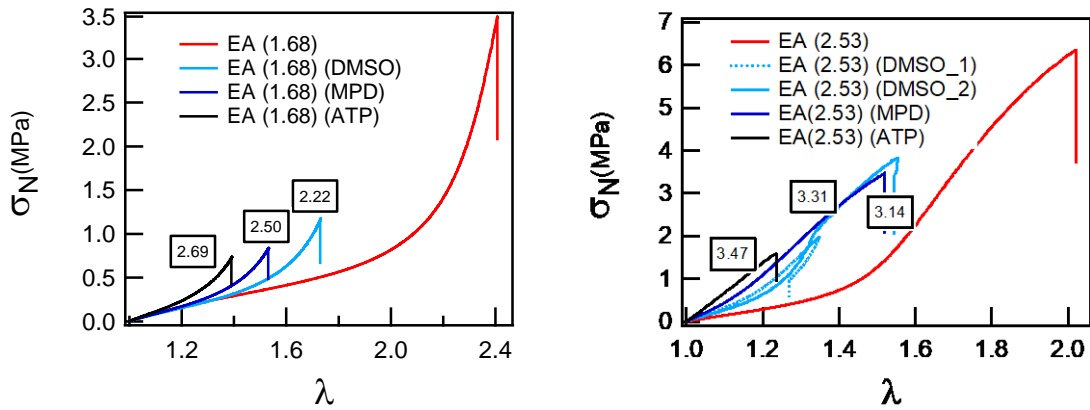 3.5
3.0
2.5
2.0
1.5
1.0
0.5
0.0
σN(MPa)
EA (1.68)
EA (1.68) (DMSO)
EA (1.68) (MPD)
EA (1.68) (ATP)
2.22
2.50
2.69
1.2
1.6
2.0
2.4
λ
7
6
5
4
3
2
1
0
σN(MPa)
EA (2.53)
EA (2.53) (DMSO_1)
EA (2.53) (DMSO_2)
EA(2.53) (MPD)
EA(2.53) (ATP)
3.31
3.14
3.47
1.0
1.2
1.4
1.6
1.8
2.0
λ